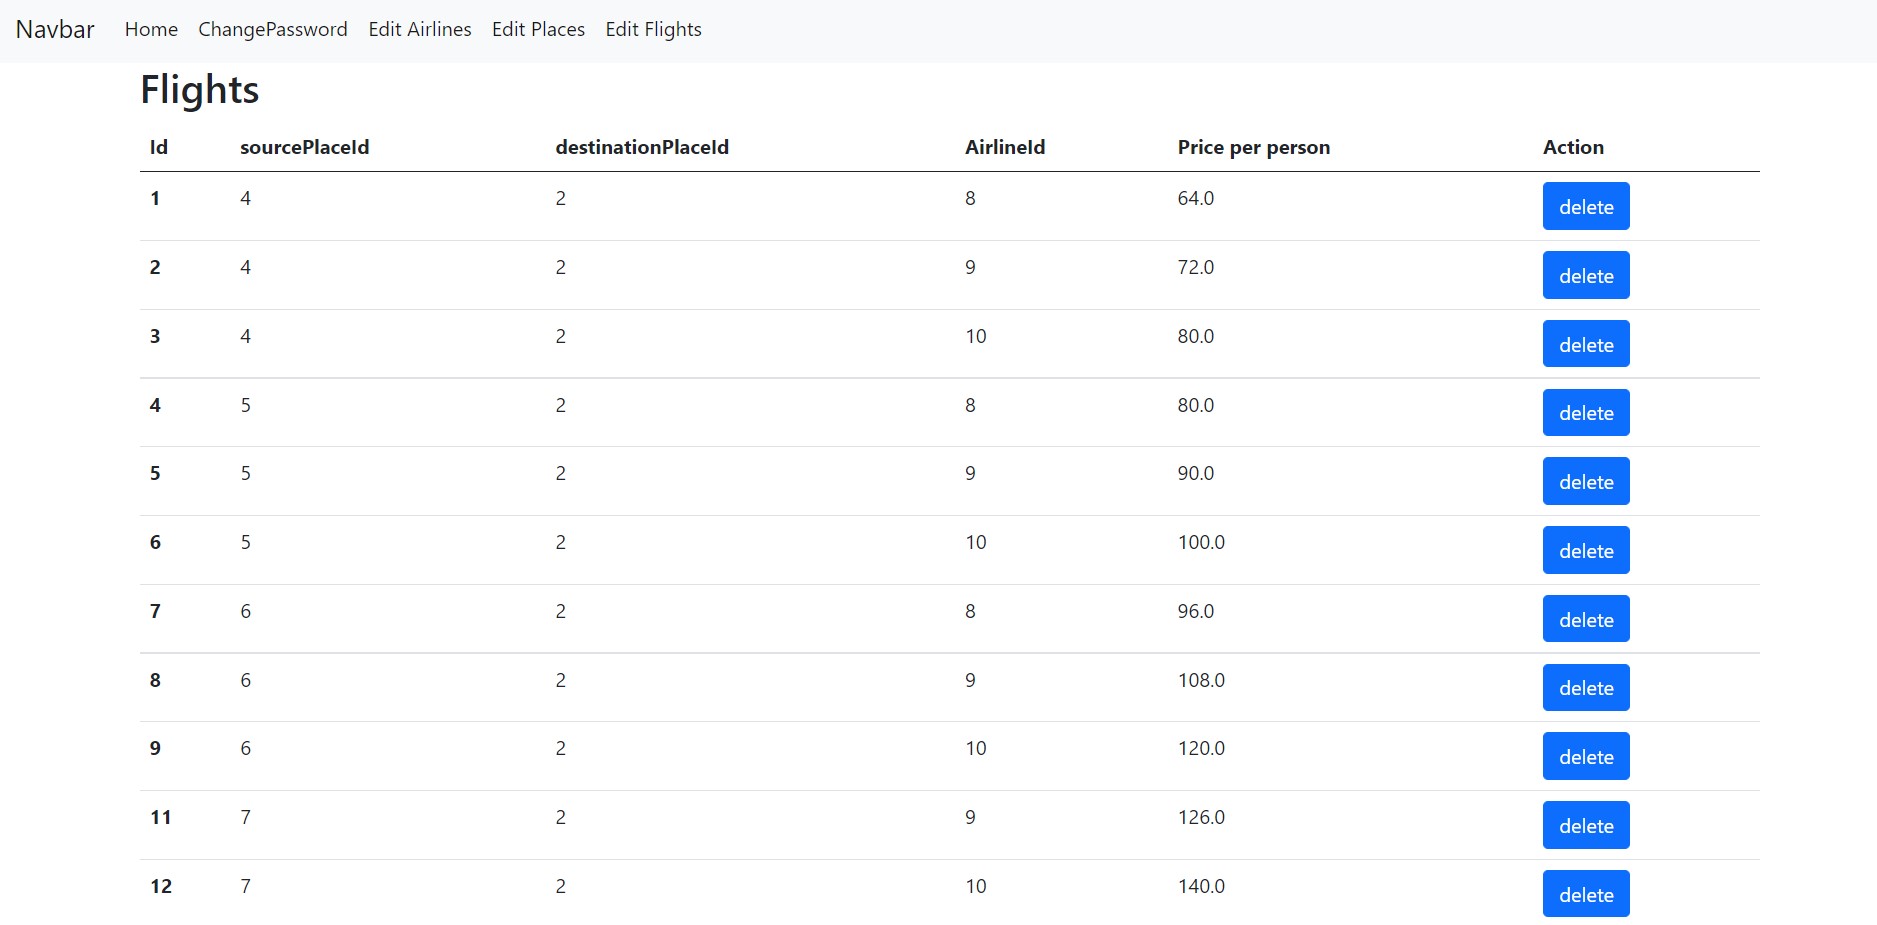 Navbar Home ChangePassword Edit Airlines Edit Places Edit Flights
Flights
Id sourcePlaceId destinationPlaceId AirlineId Price per person Action
1 4 2 8 64.0 delete
2 4 2 9 72.0 delete
3 4 2 10 80.0 delete
4 5 2 8 80.0 delete
5 5 2 9 90.0 delete
6 5 2 10 100.0 delete
7 6 2 8 96.0 delete
8 6 2 9 108.0 delete
9 6 2 10 120.0 delete
11 7 2 9 126.0 delete
12 7 2 10 140.0 delete